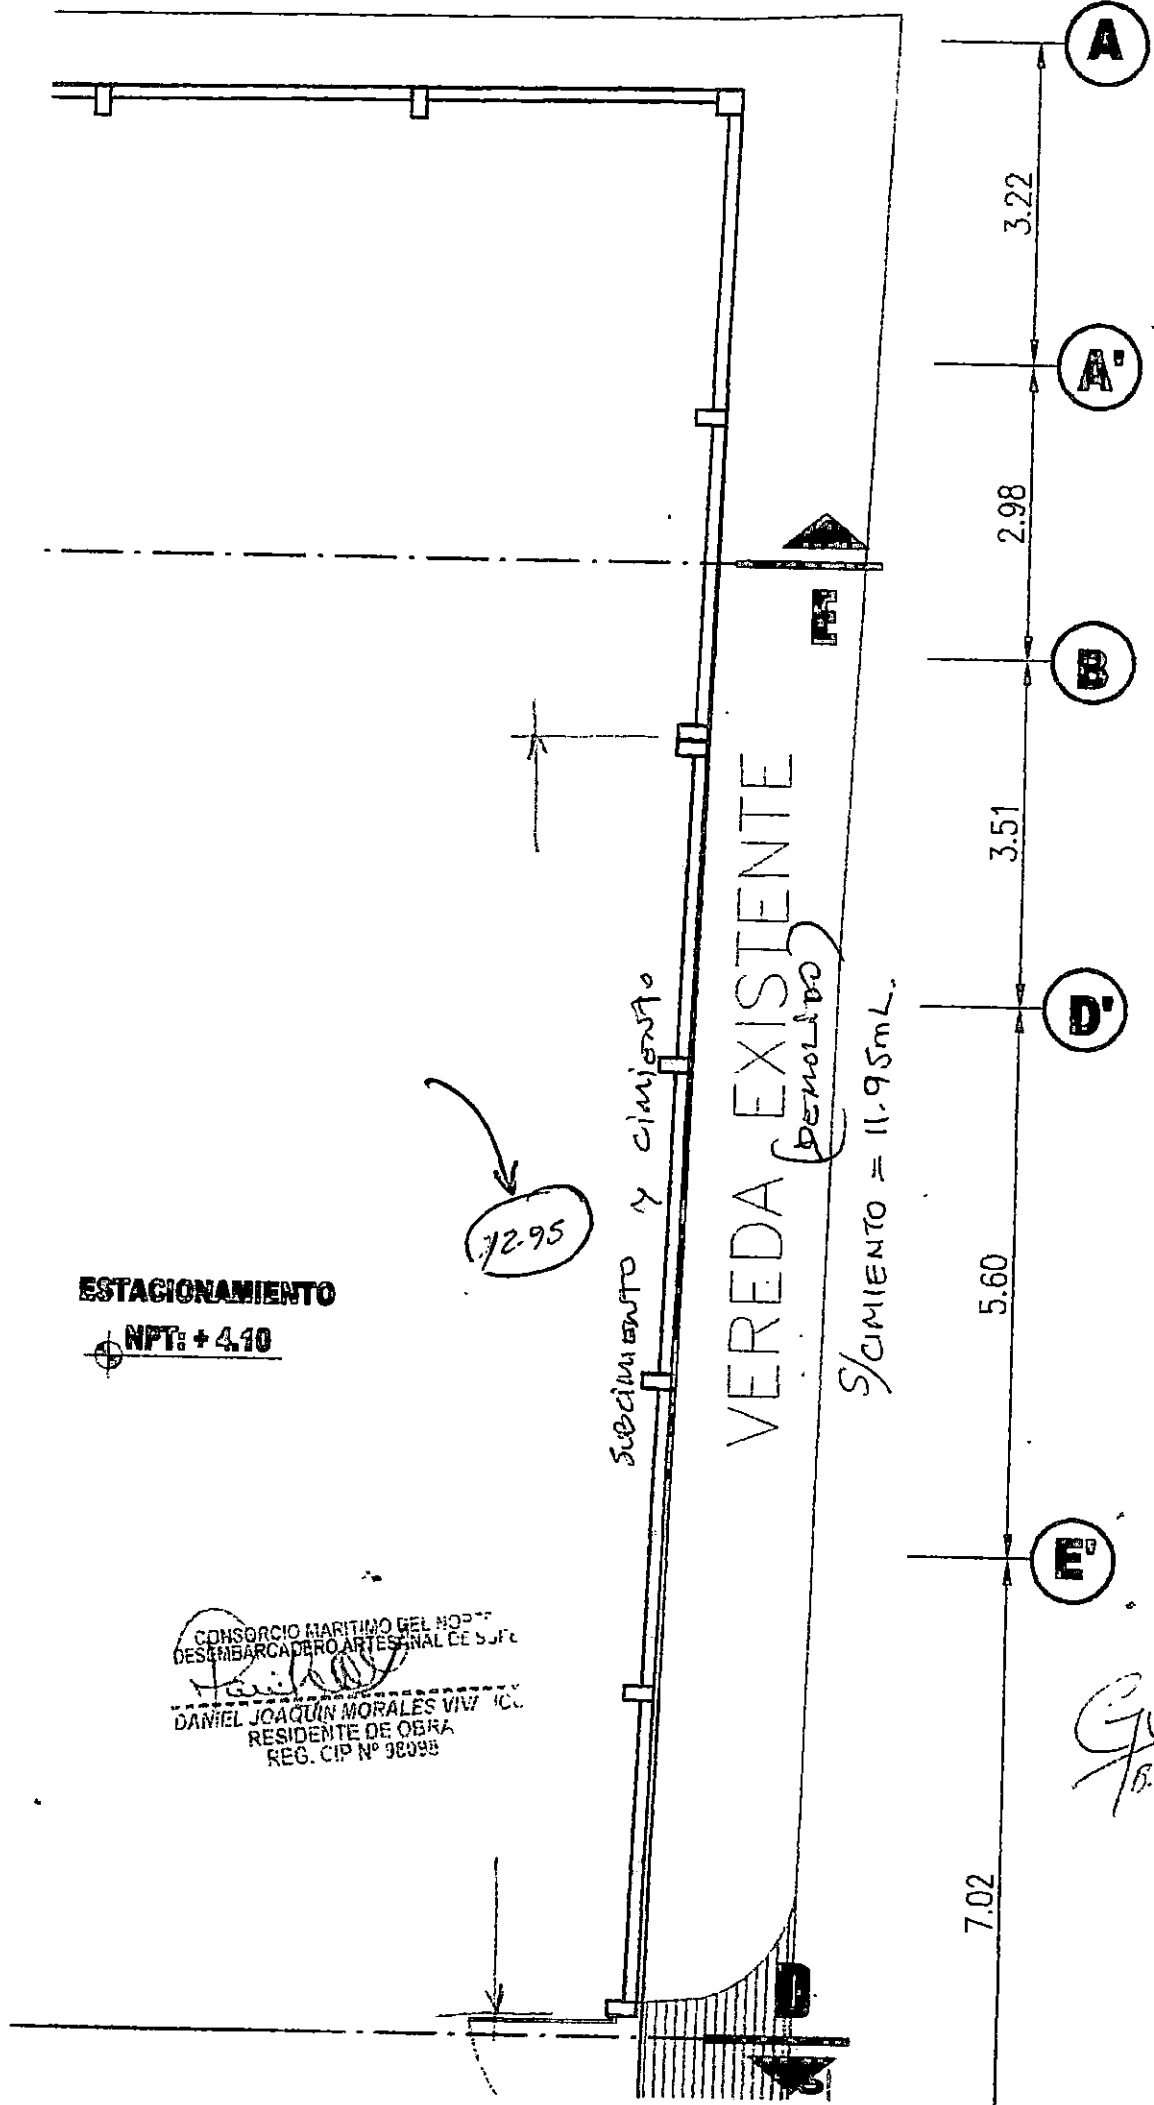 A
3.22
A'
2.98
E
B
3.51
VEREDA EXISTENTE
(DEMOLIDO)
SUBCIMIENTO Y CIMIENTO
S/CIMIENTO = 11.95mL.
D'
12.95
5.60
ESTACIONAMIENTO
NPT: + 4.10
E'
CONSORCIO MARITIMO DEL
DESEMBARCADERO ARTESANAL DE
DANIEL JOAQUIN MORALES
RESIDENTE DE OBRA
REG. CIP Nº 98098
7.02
D